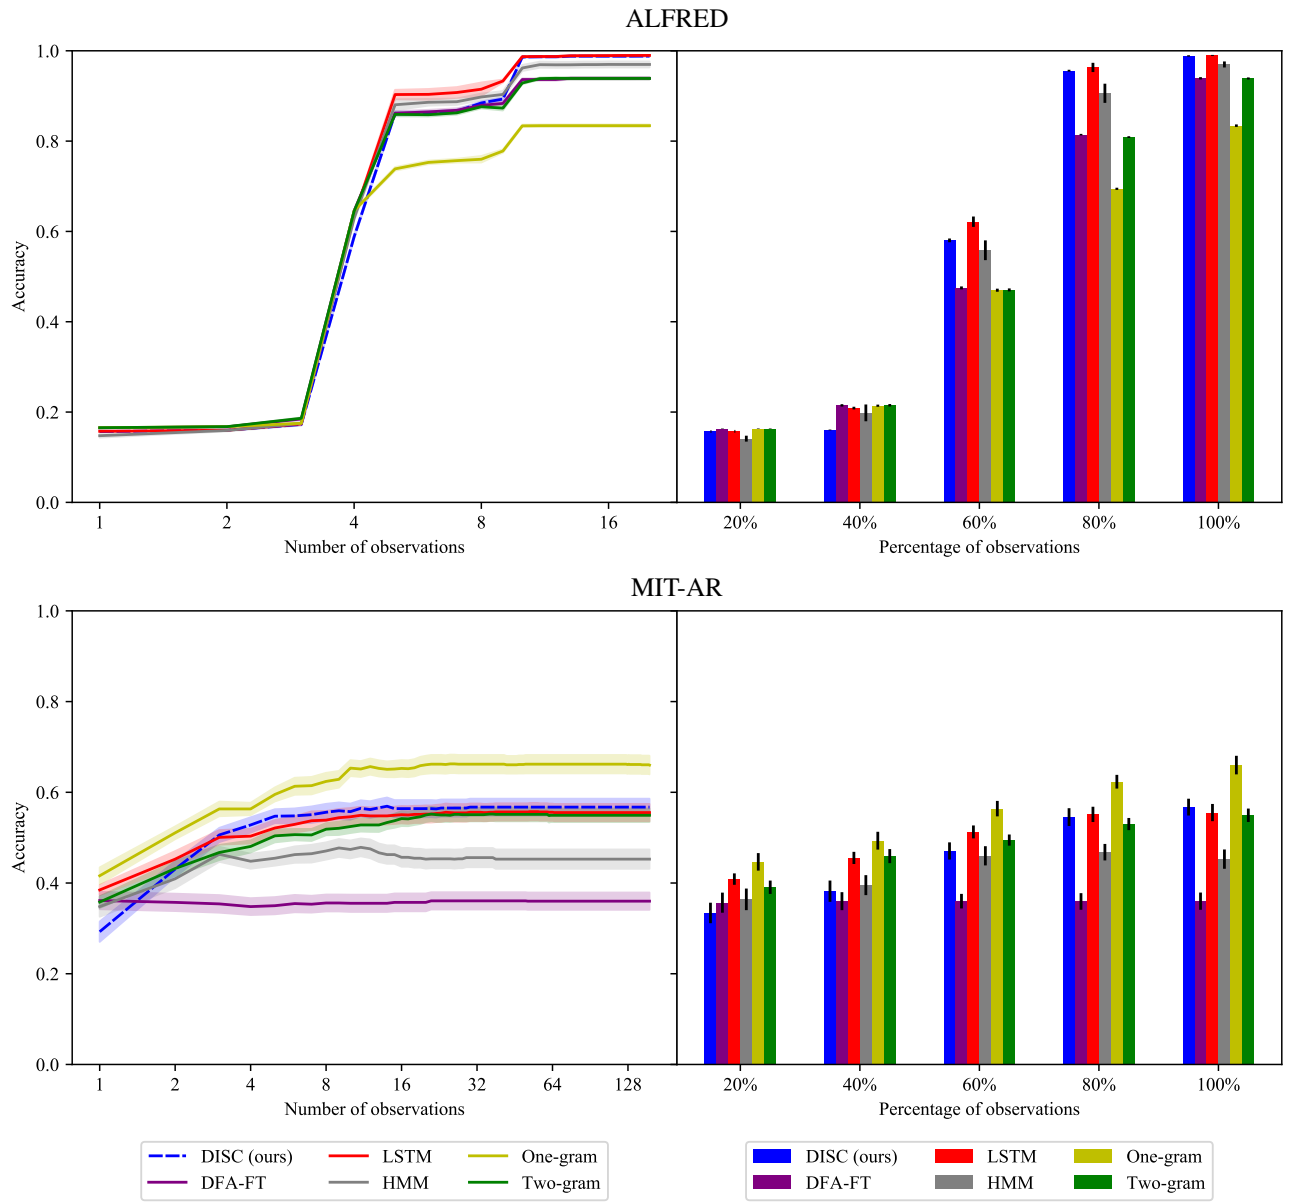 ALFRED
1.0
0.8
0.6
0.4
0.2
0.0
Accuracy
1 2 4 8 16
Number of observations
20% 40% 60% 80% 100%
Percentage of observations
MIT-AR
1.0
0.8
0.6
0.4
0.2
0.0
Accuracy
1 2 4 8 16 32 64 128
Number of observations
20% 40% 60% 80% 100%
Percentage of observations
DISC (ours) LSTM One-gram
DFA-FT HMM Two-gram
DISC (ours) LSTM One-gram
DFA-FT HMM Two-gram